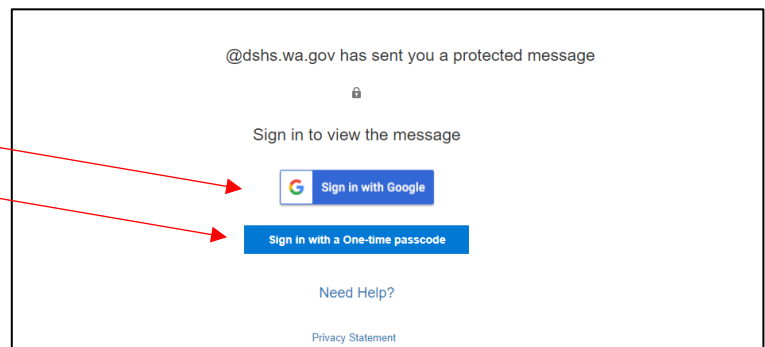 @dshs.wa.gov has sent you a protected message
Sign in to view the message
Sign in with Google
Sign in with a One-time passcode
Need Help?
Privacy Statement